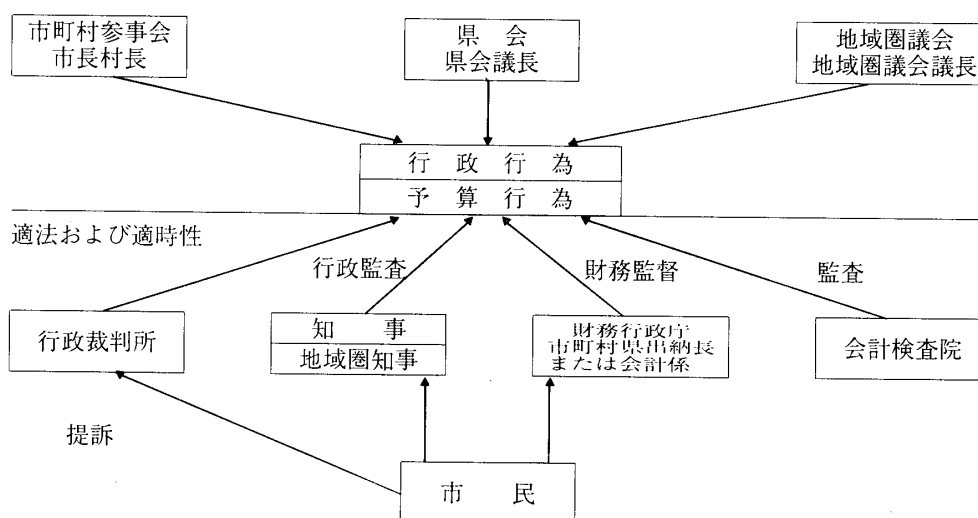 市町村参事会
市長村長
県会
県会議長
地域圏議会
地域圏議会議長
行政行為
予算行為
適法および適時性
行政監査
財務監督
監査
行政裁判所
知事
地域圏知事
財務行政庁
市町村県出納長
または会計係
会計検査院
提訴
市民